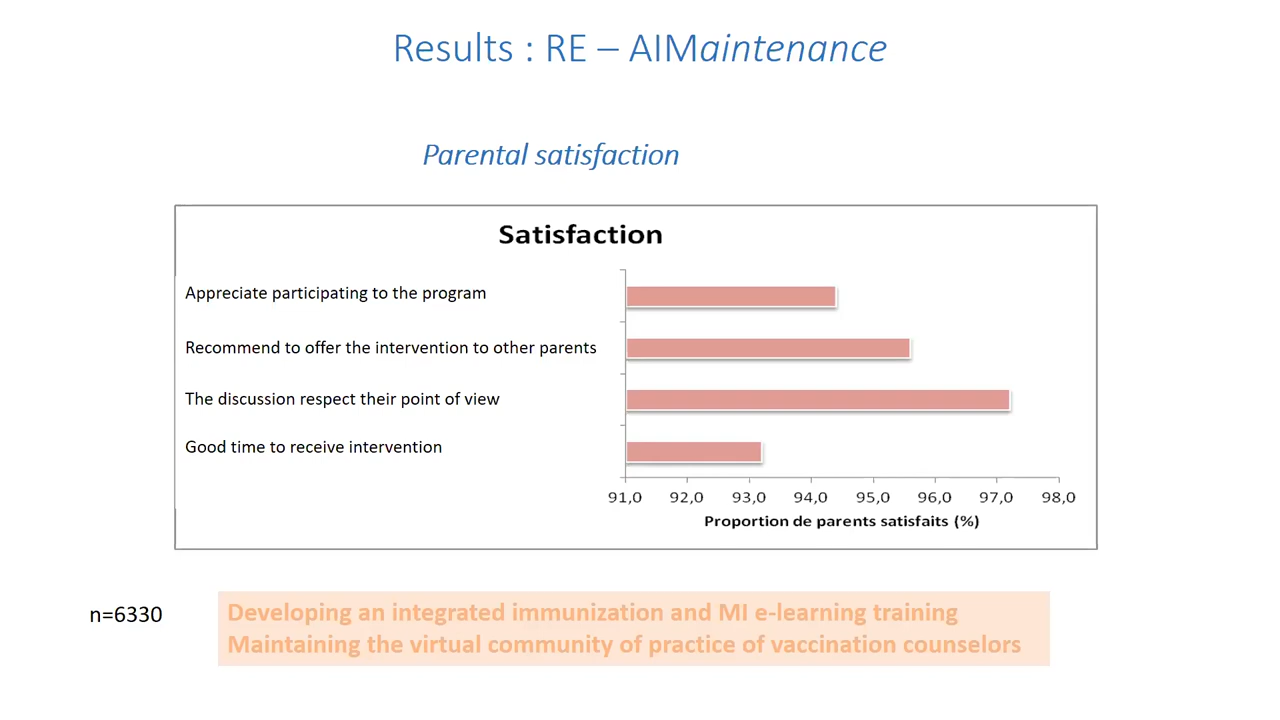 Results : RE – AIMaintenance
Parental satisfaction
Satisfaction
Appreciate participating to the program
Recommend to offer the intervention to other parents
The discussion respect their point of view
Good time to receive intervention
91,0 92,0 93,0 94,0 95,0 96,0 97,0 98,0
Proportion de parents satisfaits (%)
n=6330
Developing an integrated immunization and MI e-learning training
Maintaining the virtual community of practice of vaccination counselors